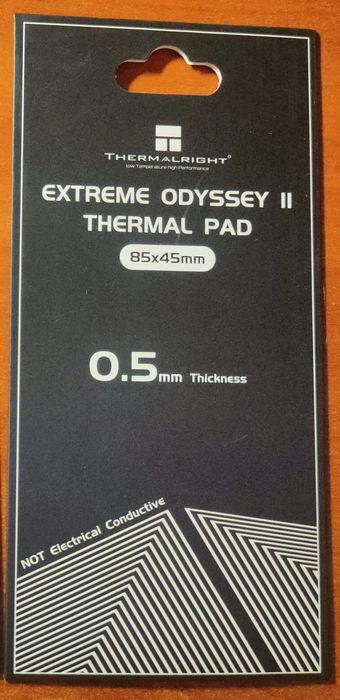 THERMALRIGHT®
low Temperature high Performance
EXTREME ODYSSEY II
THERMAL PAD
85x45mm
0.5mm Thickness
NOT Electrical Conductive